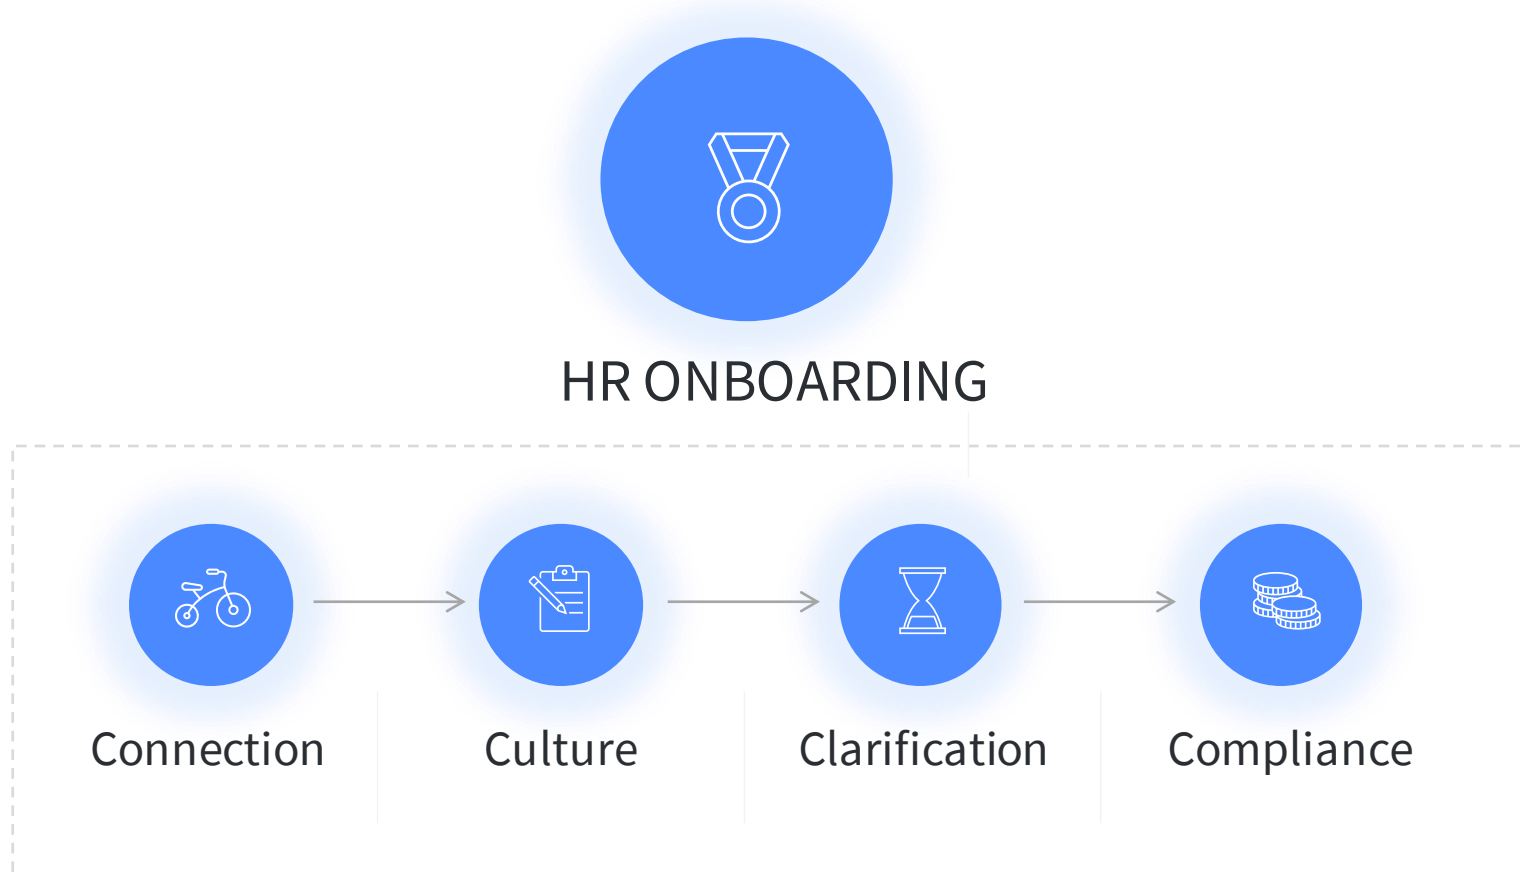 HR ONBOARDING
Connection
Culture
Clarification
Compliance